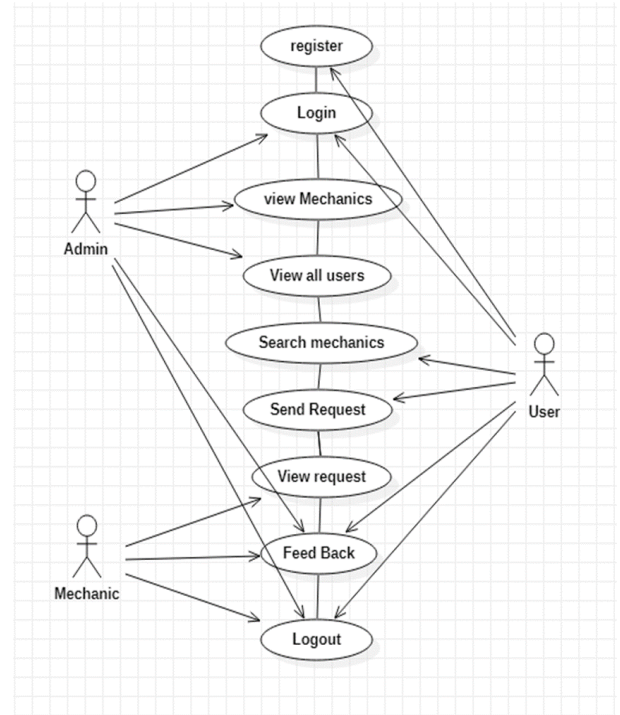 register
Login
view Mechanics
Admin
View all users
Search mechanics
Send Request
User
View request
Feed Back
Mechanic
Logout